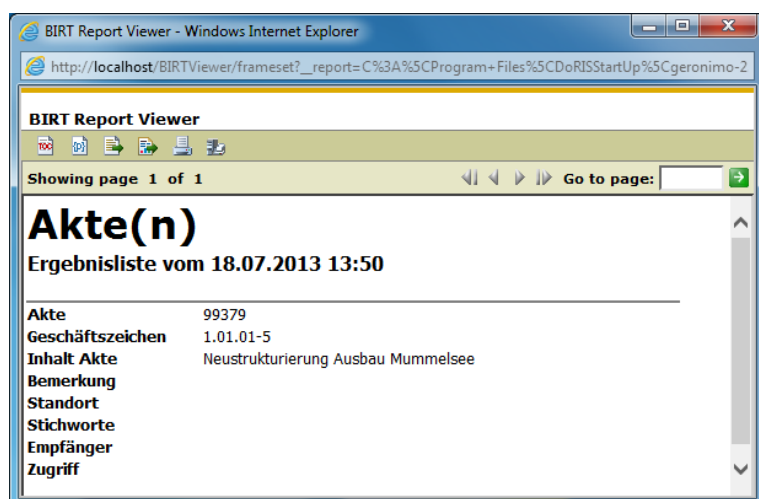 BIRT Report Viewer - Windows Internet Explorer
http://localhost/BIRTViewer/frameset?__report=C%3A%5CProgram+Files%5CDoRISStartUp%5Cgeronimo-2
BIRT Report Viewer
TOC
Showing page 1 of 1 Go to page:
Akte(n)
Ergebnisliste vom 18.07.2013 13:50
Akte 99379
Geschäftszeichen 1.01.01-5
Inhalt Akte Neustrukturierung Ausbau Mummelsee
Bemerkung
Standort
Stichworte
Empfänger
Zugriff